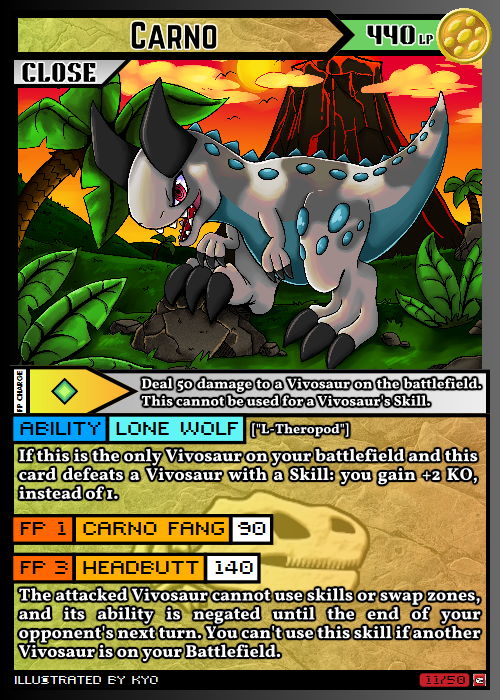 CARNO
440 LP
CLOSE
FP CHARGE
Deal 50 damage to a Vivosaur on the battlefield.
This cannot be used for a Vivosaur's Skill.
ABILITY LONE WOLF ["L-Theropod"]
If this is the only Vivosaur on your battlefield and this
card defeats a Vivosaur with a Skill: you gain +2 KO,
instead of 1.
FP 1 CARNO FANG 90
FP 3 HEADBUTT 140
The attacked Vivosaur cannot use skills or swap zones,
and its ability is negated until the end of your
opponent's next turn. You can't use this skill if another
Vivosaur is on your Battlefield.
ILLUSTRATED BY KYO
11/50